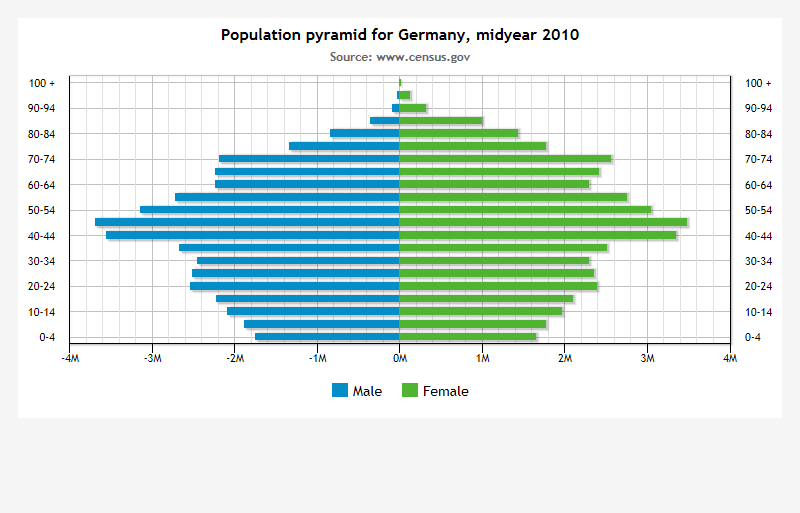 Population pyramid for Germany, midyear 2010
Source: www.census.gov
100 + 100 +
90-94 90-94
80-84 80-84
70-74 70-74
60-64 60-64
50-54 50-54
40-44 40-44
30-34 30-34
20-24 20-24
10-14 10-14
0-4 0-4
-4M -3M -2M -1M 0M 1M 2M 3M 4M
Male Female